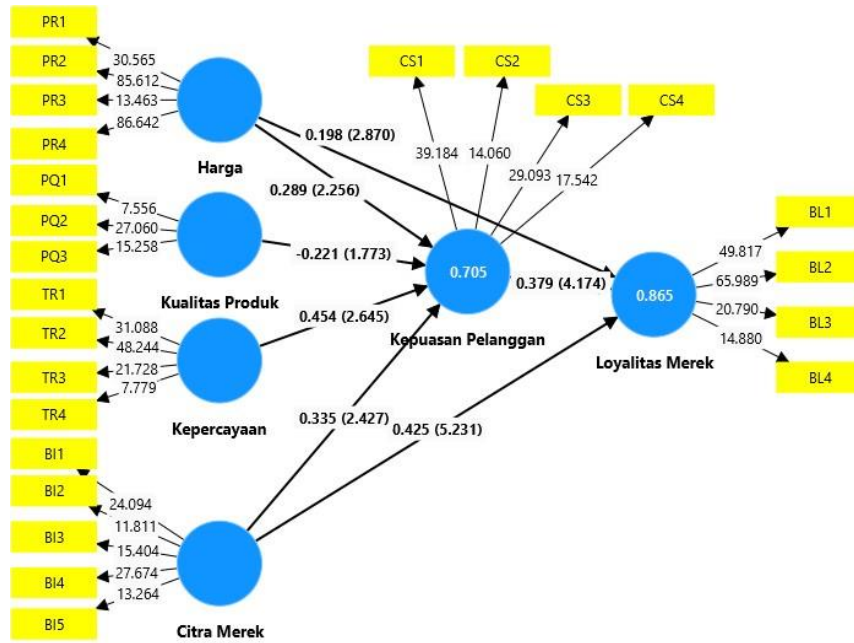 PR1
PR2
PR3
PR4
30.565
85.612
13.463
86.642
Harga
PQ1
PQ2
PQ3
7.556
27.060
15.258
Kualitas Produk
TR1
TR2
TR3
TR4
31.088
48.244
21.728
7.779
Kepercayaan
BI1
BI2
BI3
BI4
BI5
24.094
11.811
15.404
27.674
13.264
Citra Merek
CS1
CS2
CS3
CS4
39.184
14.060
29.093
17.542
0.198 (2.870)
0.289 (2.256)
-0.221 (1.773)
0.454 (2.645)
0.335 (2.427)
0.425 (5.231)
0.705
Kepuasan Pelanggan
0.379 (4.174)
0.865
Loyalitas Merek
49.817
65.989
20.790
14.880
BL1
BL2
BL3
BL4